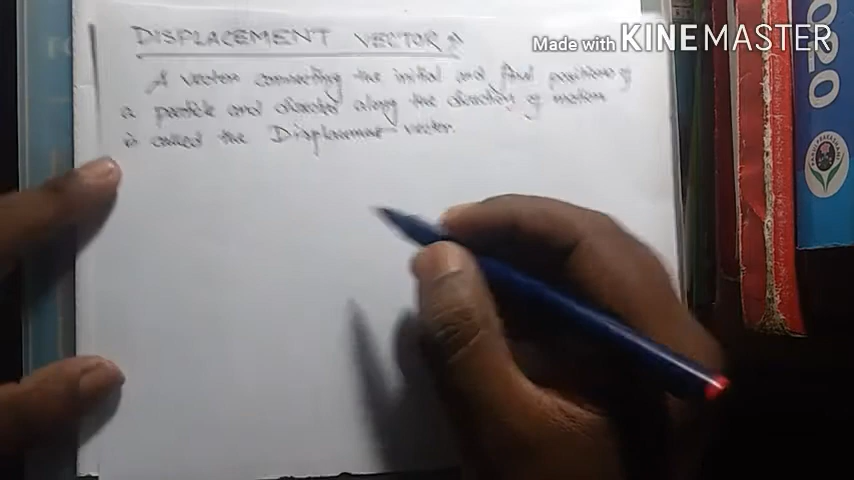 DISPLACEMENT VECTOR:
Made with KINEMASTER
A vector connecting the initial and final positions of
a particle and directed along the direction of motion
is called the Displacement vector.
020